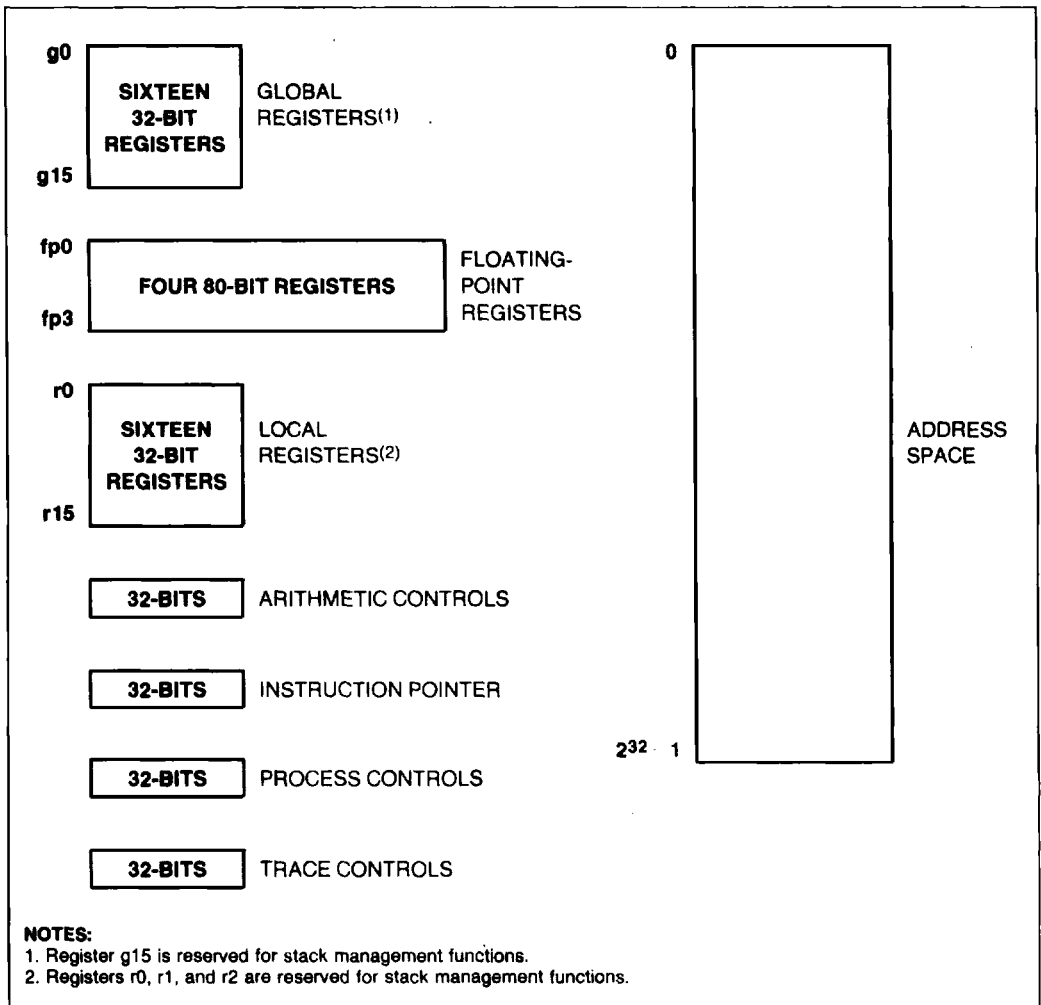 g0
SIXTEEN
32-BIT
REGISTERS
g15
GLOBAL
REGISTERS(1)
fp0
FOUR 80-BIT REGISTERS
fp3
FLOATING-
POINT
REGISTERS
r0
SIXTEEN
32-BIT
REGISTERS
r15
LOCAL
REGISTERS(2)
32-BITS ARITHMETIC CONTROLS
32-BITS INSTRUCTION POINTER
32-BITS PROCESS CONTROLS
32-BITS TRACE CONTROLS
0
ADDRESS
SPACE
2³² 1
NOTES:
1. Register g15 is reserved for stack management functions.
2. Registers r0, r1, and r2 are reserved for stack management functions.